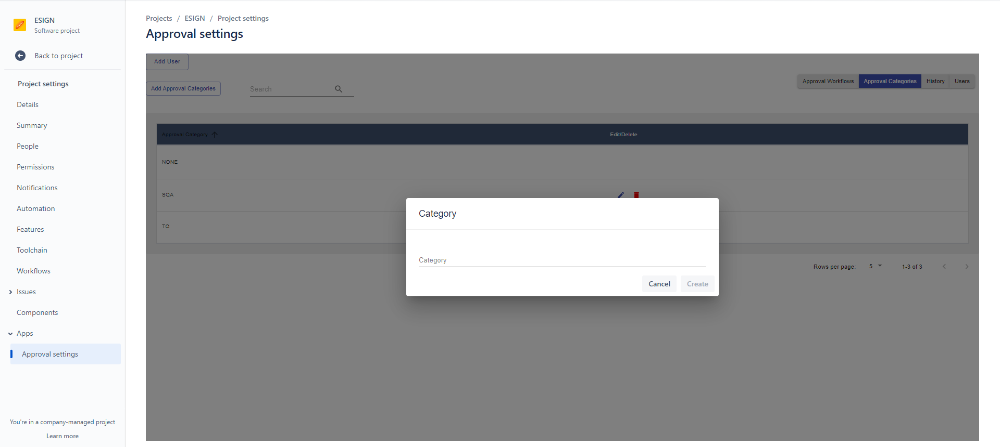 ESIGN
Software project
Back to project
Project settings
Details
Summary
People
Permissions
Notifications
Automation
Features
Toolchain
Workflows
Issues
Components
Apps
Approval settings
You're in a company-managed project
Learn more
Projects / ESIGN / Project settings
Approval settings
Add User
Add Approval Categories
Search
Approval Workflows
Approval Categories
History
Users
Approval Category
Edit/Delete
NONE
SQA
TQ
Category
Category
Cancel
Create
Rows per page: 5
1-3 of 3